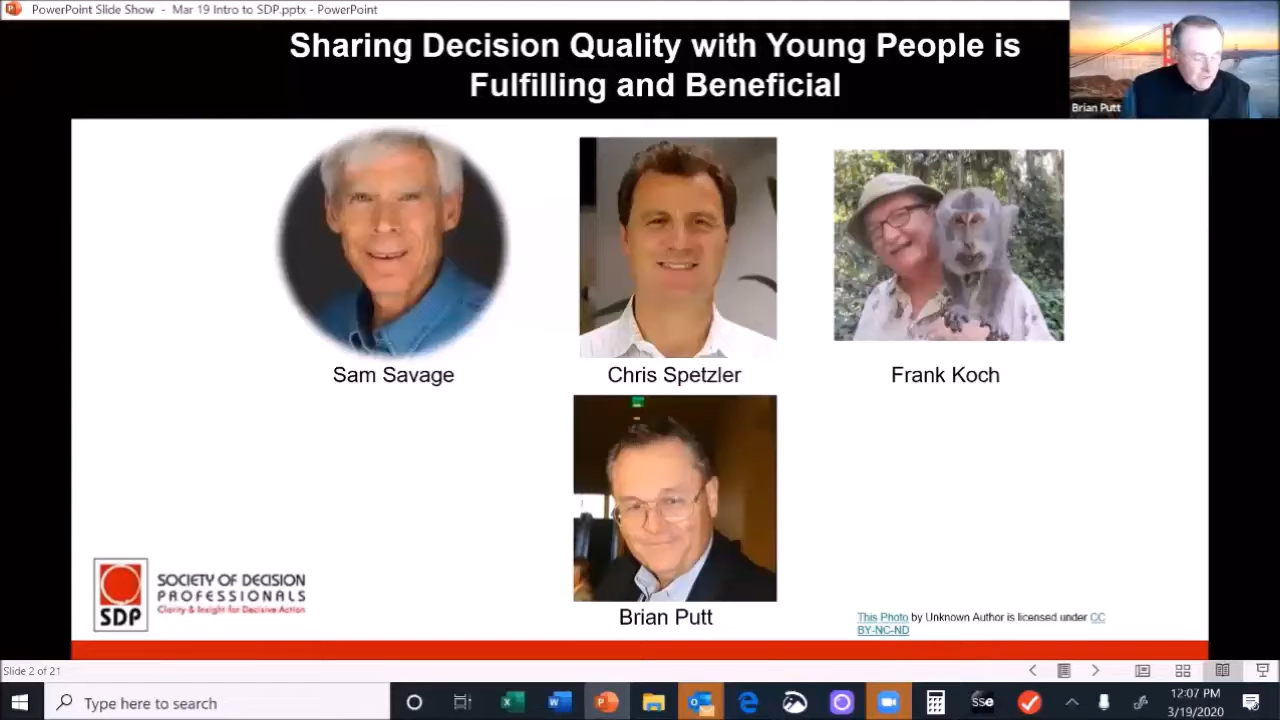 PowerPoint Slide Show - Mar 19 Intro to SDP.pptx - PowerPoint
Sharing Decision Quality with Young People is
Fulfilling and Beneficial
Brian Putt
Sam Savage
Chris Spetzler
Frank Koch
Brian Putt
SDP
SOCIETY OF DECISION
PROFESSIONALS
Clarity & Insight for Decisive Action
This Photo by Unknown Author is licensed under CC
BY-NC-ND
Slide 2 of 21
Type here to search
sse
12:07 PM
3/19/2020